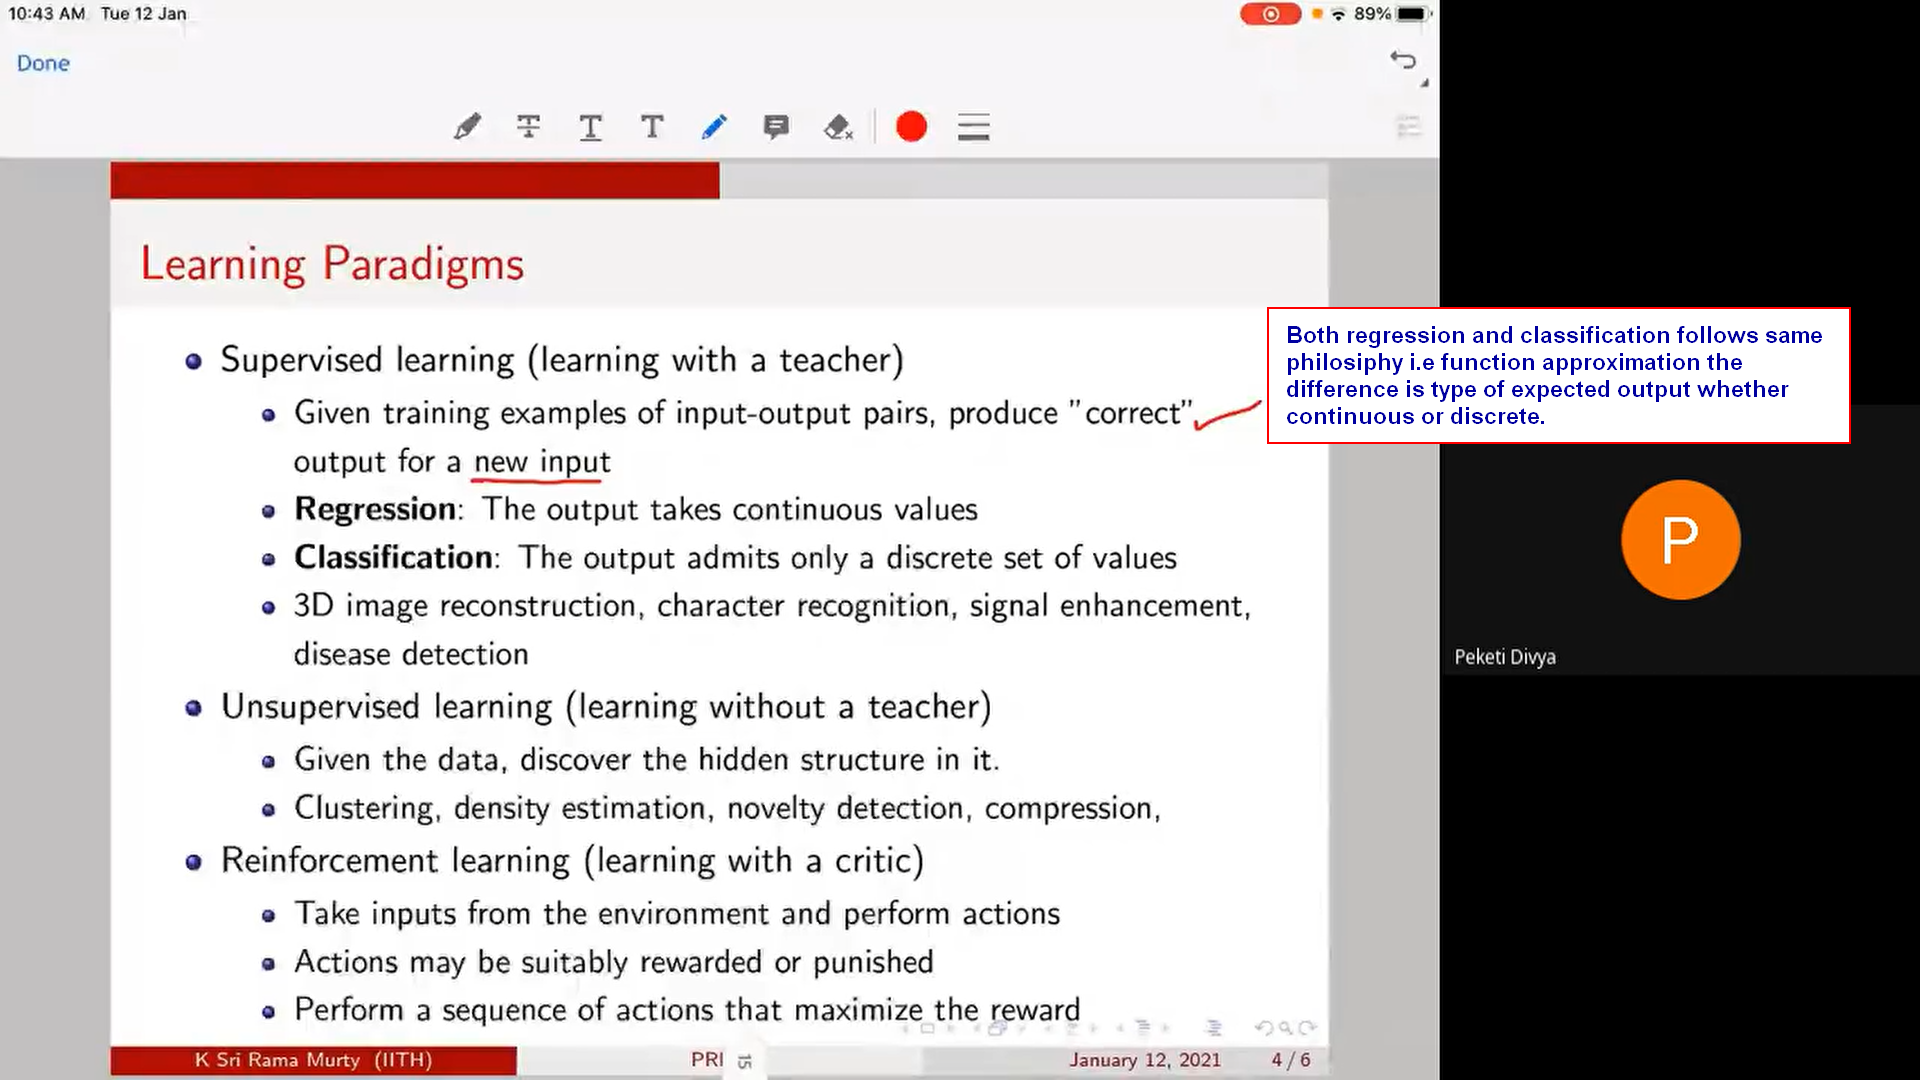 10:43 AM Tue 12 Jan
89%
Done
T T T
Learning Paradigms
Supervised learning (learning with a teacher)
Given training examples of input-output pairs, produce "correct"
output for a new input
Regression: The output takes continuous values
Classification: The output admits only a discrete set of values
3D image reconstruction, character recognition, signal enhancement,
disease detection
Unsupervised learning (learning without a teacher)
Given the data, discover the hidden structure in it.
Clustering, density estimation, novelty detection, compression,
Reinforcement learning (learning with a critic)
Take inputs from the environment and perform actions
Actions may be suitably rewarded or punished
Perform a sequence of actions that maximize the reward
K Sri Rama Murty (IITH)
PRI
15
January 12, 2021
4 / 6
Both regression and classification follows same
philosiphy i.e function approximation the
difference is type of expected output whether
continuous or discrete.
P
Peketi Divya